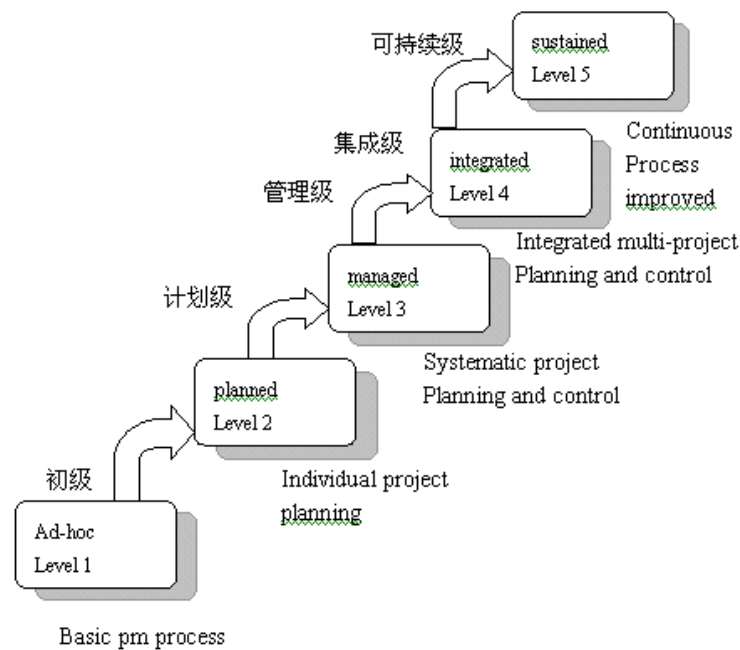 可持续级
sustained
Level 5
Continuous
Process
improved
集成级
integrated
Level 4
Integrated multi-project
Planning and control
管理级
managed
Level 3
Systematic project
Planning and control
计划级
planned
Level 2
Individual project
planning
初级
Ad-hoc
Level 1
Basic pm process